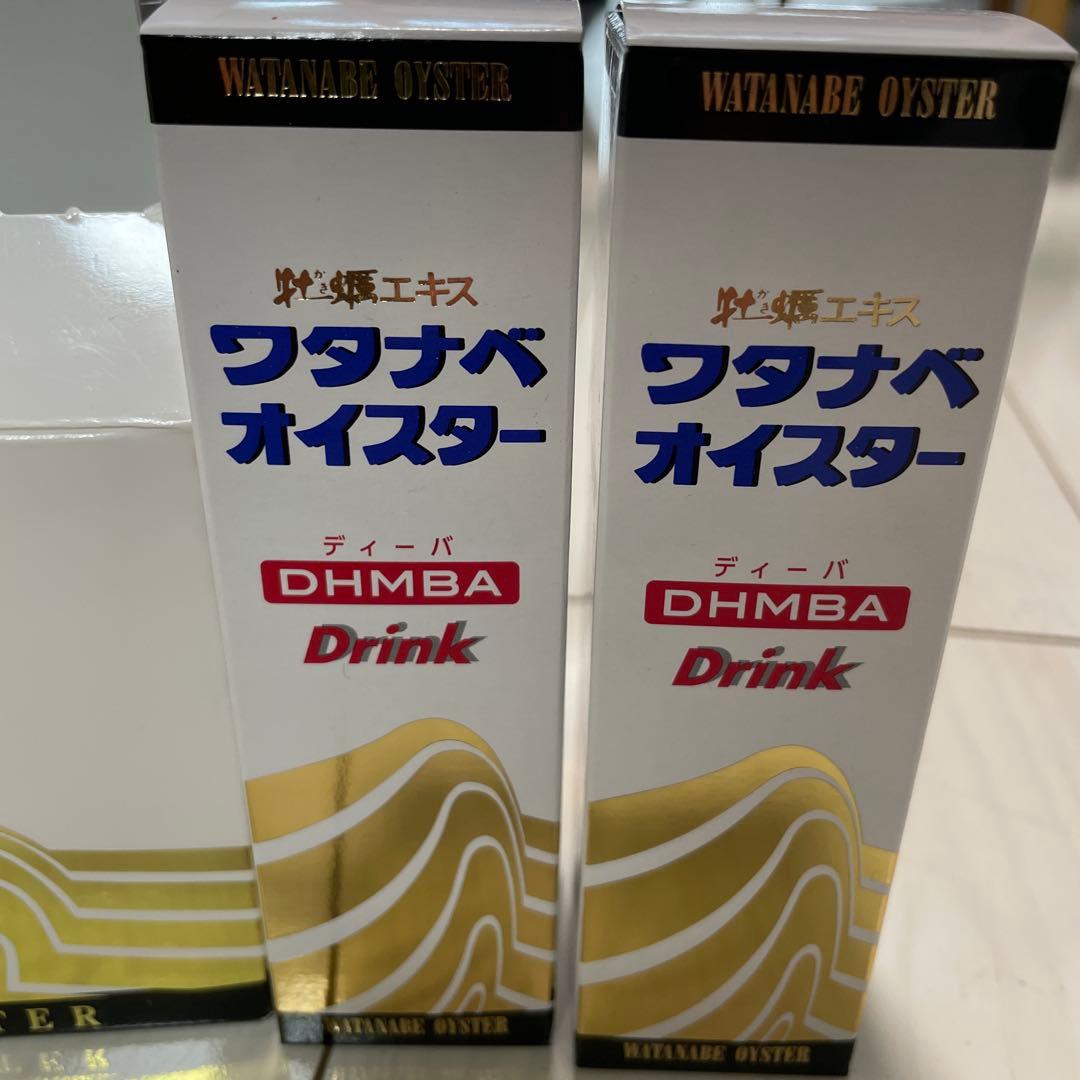 WATANABE OYSTER
かき
牡蠣エキス
ワタナベ
オイスター
ディーバ
DHMBA
Drink
WATANABE OYSTER
WATANABE OYSTER
かき
牡蠣エキス
ワタナベ
オイスター
ディーバ
DHMBA
Drink
WATANABE OYSTER
TER